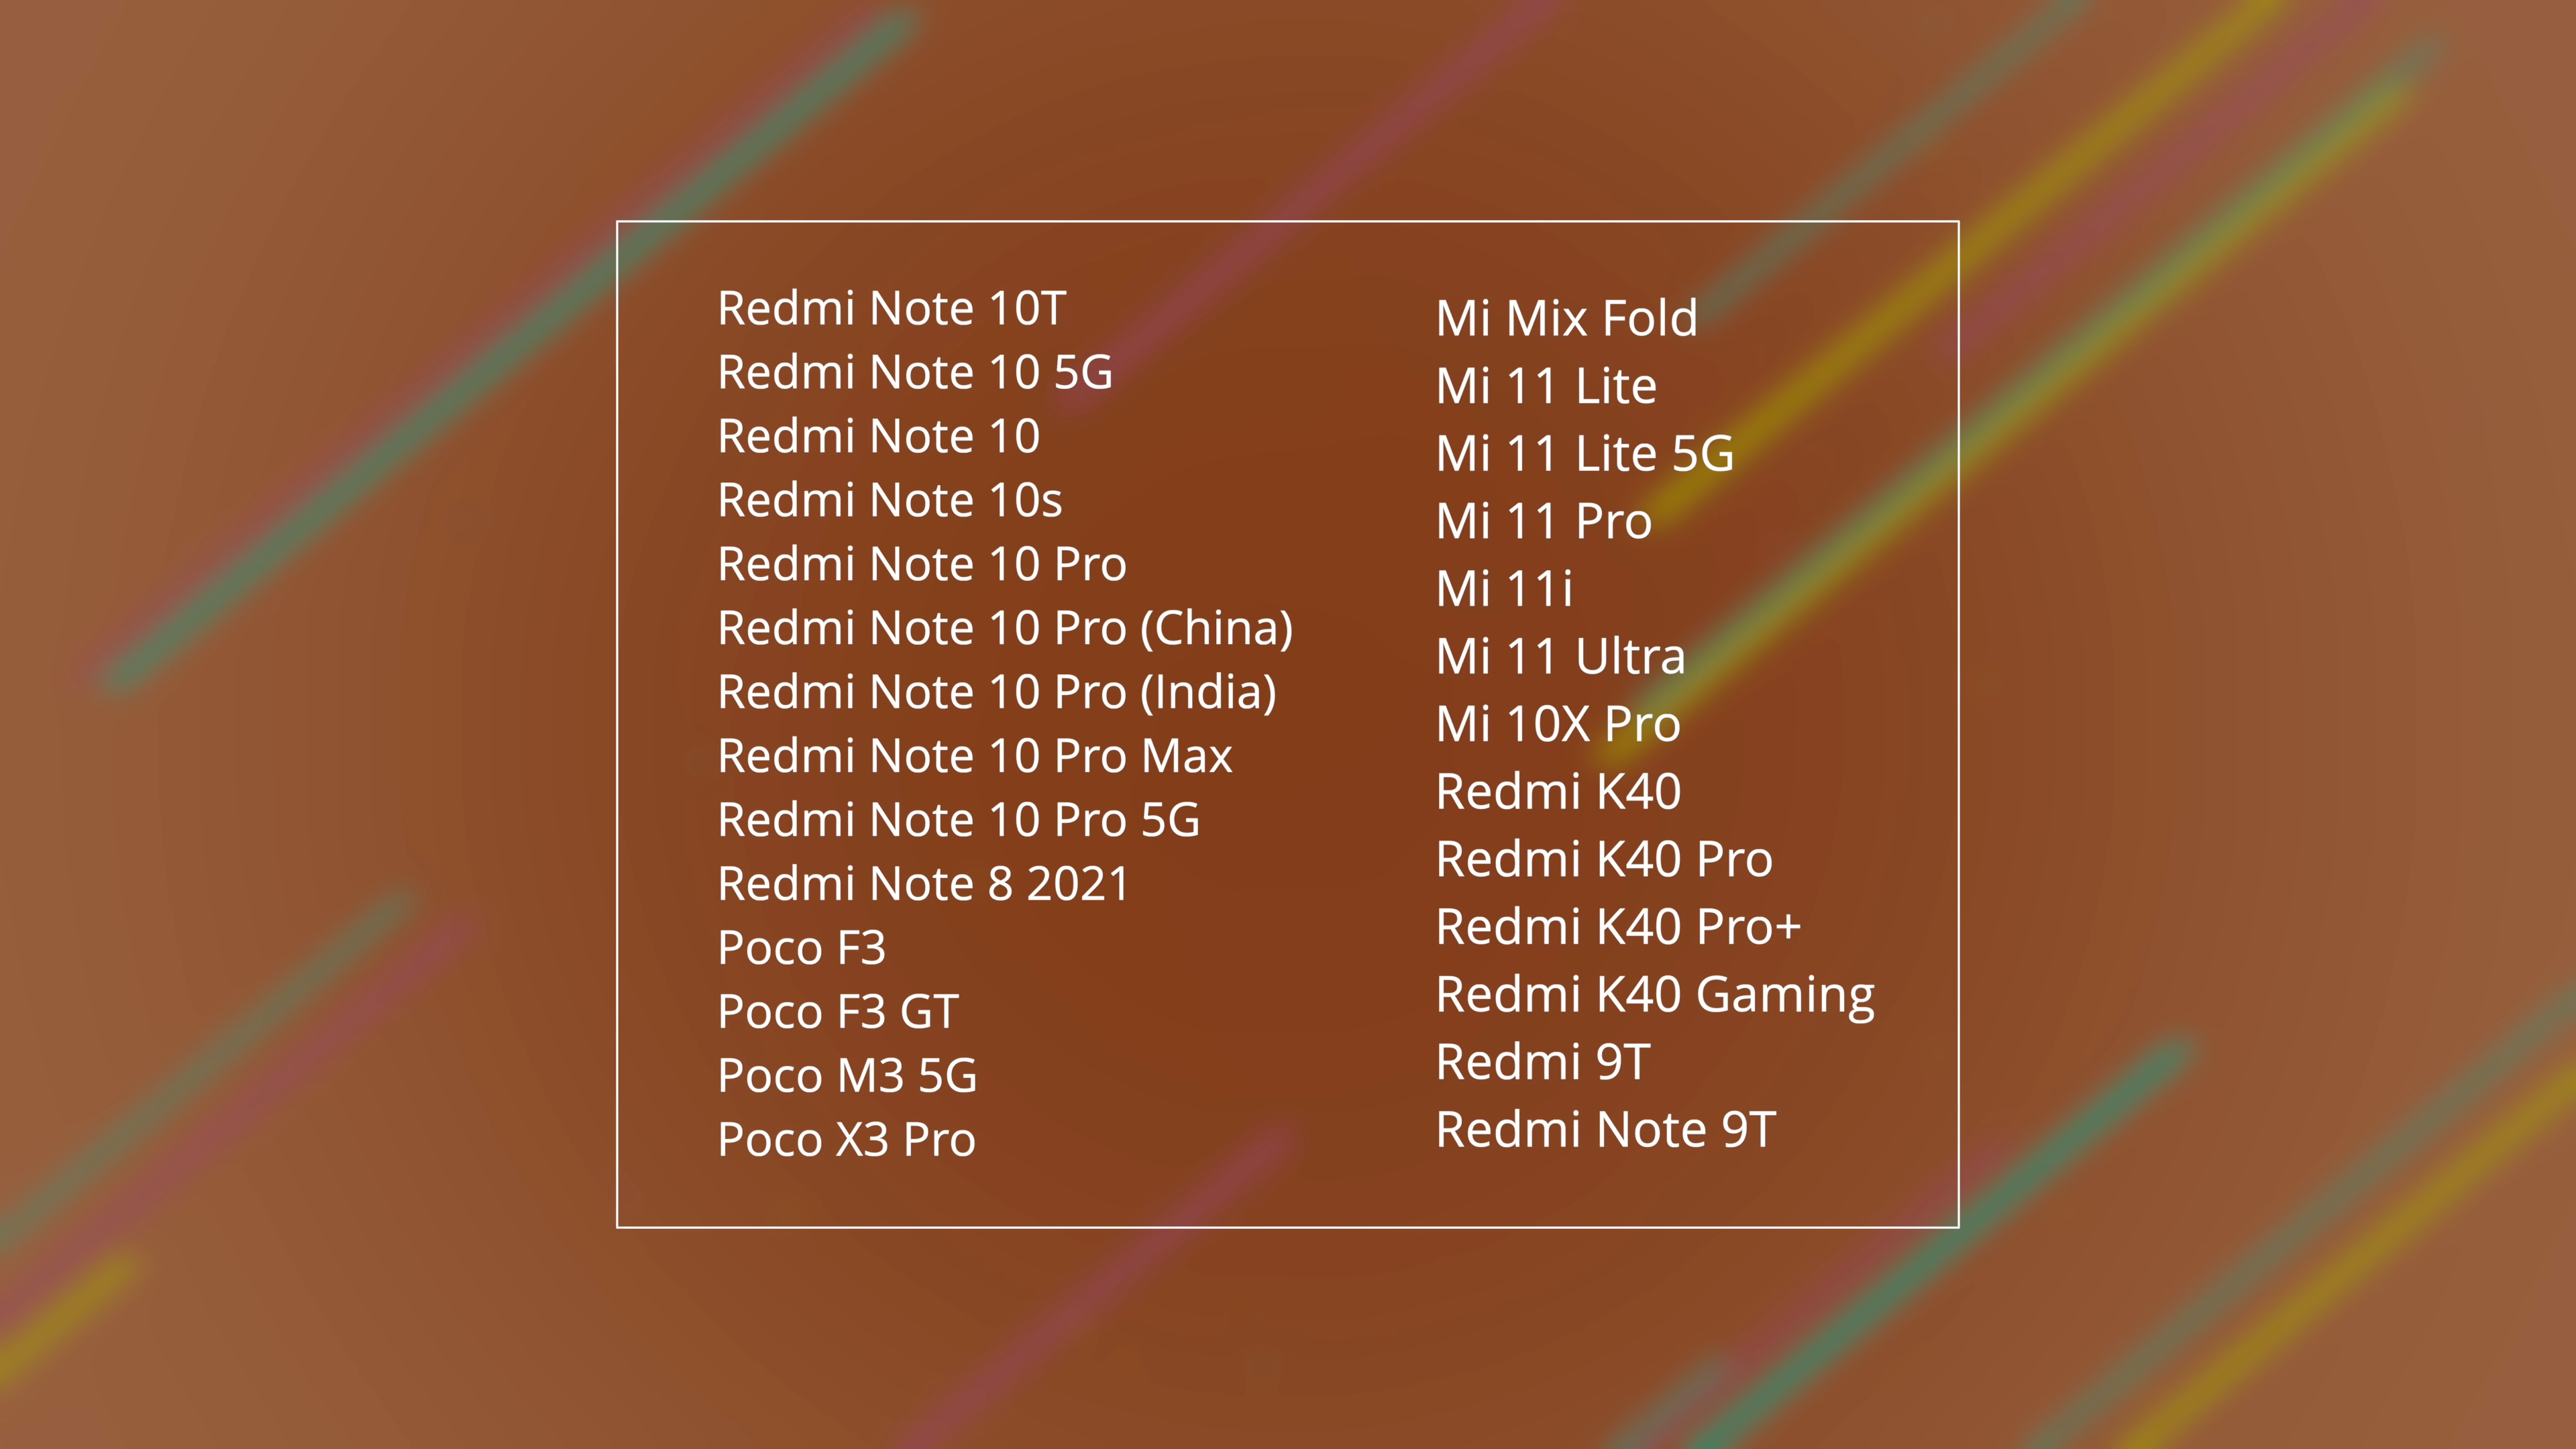 Redmi Note 10T
Redmi Note 10 5G
Redmi Note 10
Redmi Note 10s
Redmi Note 10 Pro
Redmi Note 10 Pro (China)
Redmi Note 10 Pro (India)
Redmi Note 10 Pro Max
Redmi Note 10 Pro 5G
Redmi Note 8 2021
Poco F3
Poco F3 GT
Poco M3 5G
Poco X3 Pro
Mi Mix Fold
Mi 11 Lite
Mi 11 Lite 5G
Mi 11 Pro
Mi 11i
Mi 11 Ultra
Mi 10X Pro
Redmi K40
Redmi K40 Pro
Redmi K40 Pro+
Redmi K40 Gaming
Redmi 9T
Redmi Note 9T